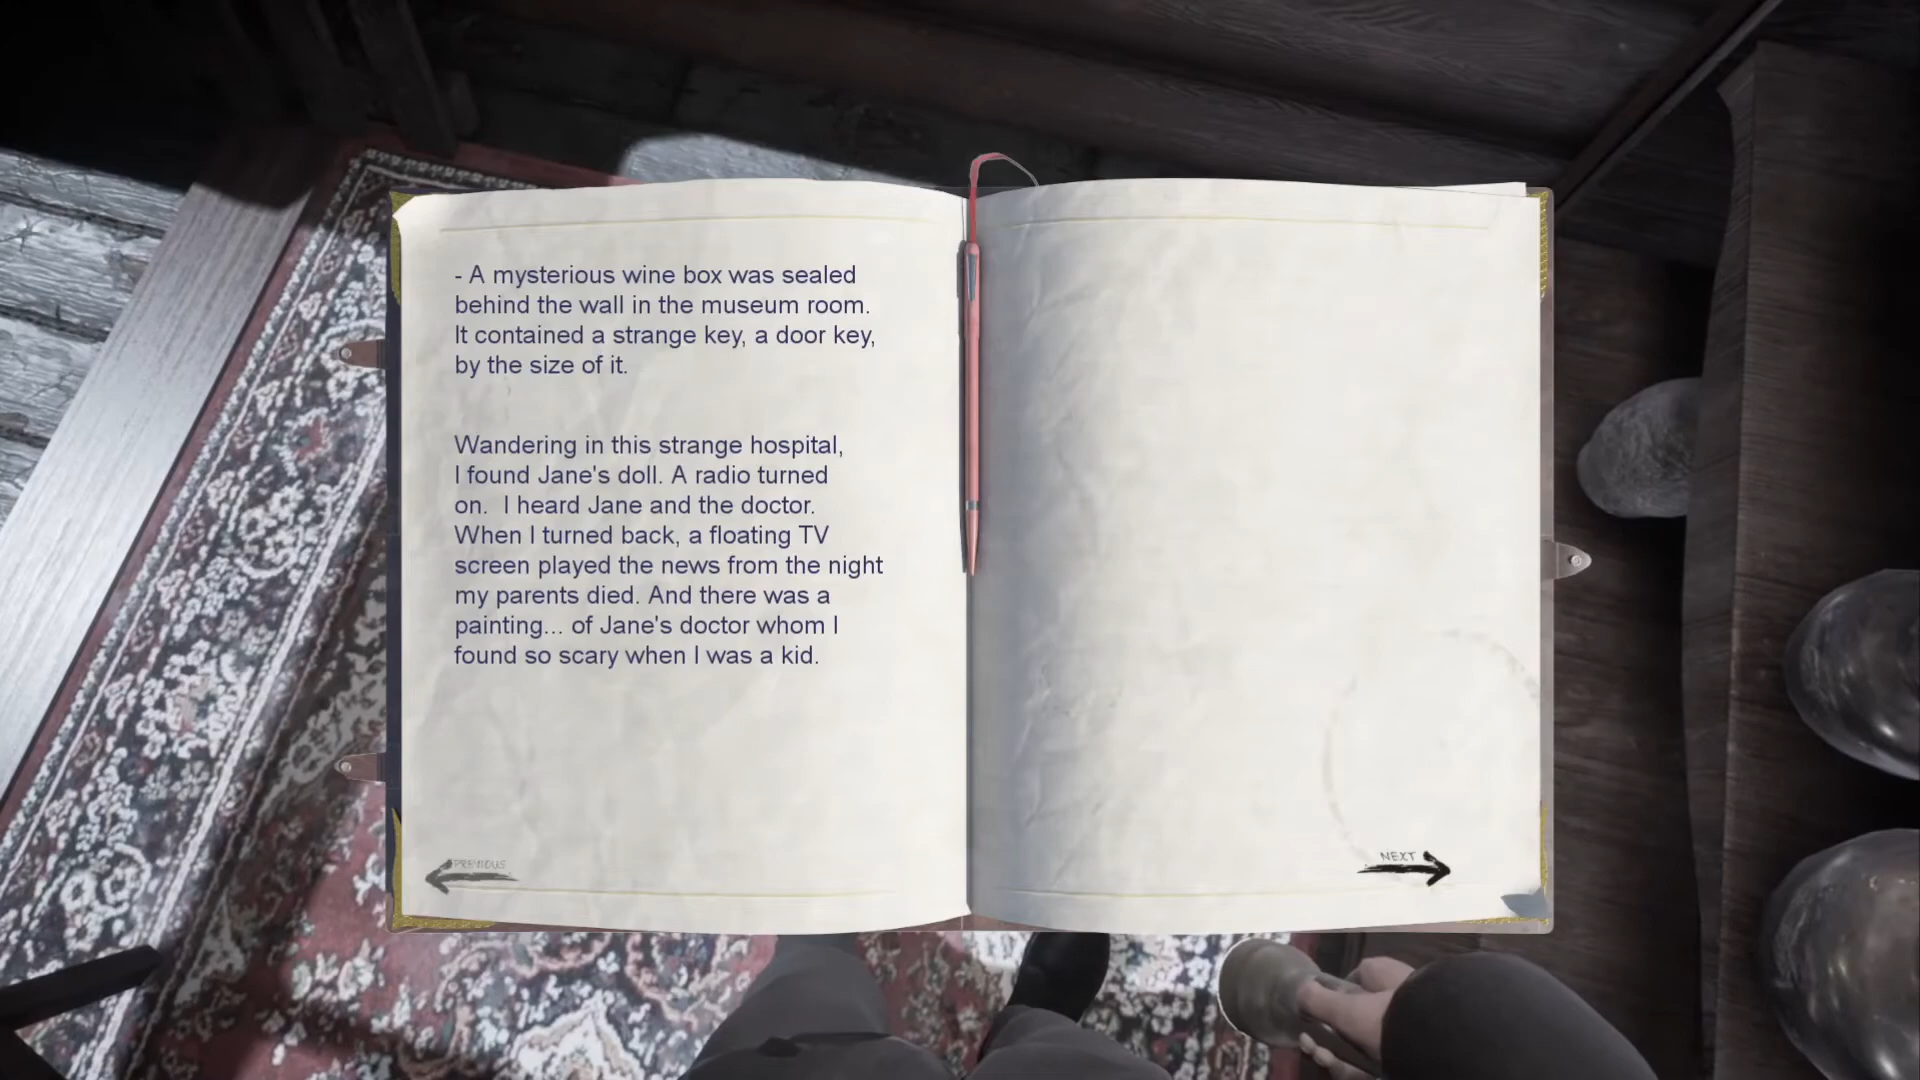 - A mysterious wine box was sealed
behind the wall in the museum room.
It contained a strange key, a door key,
by the size of it.
Wandering in this strange hospital,
I found Jane's doll. A radio turned
on.  I heard Jane and the doctor.
When I turned back, a floating TV
screen played the news from the night
my parents died. And there was a
painting... of Jane's doctor whom I
found so scary when I was a kid.
PREVIOUS
NEXT